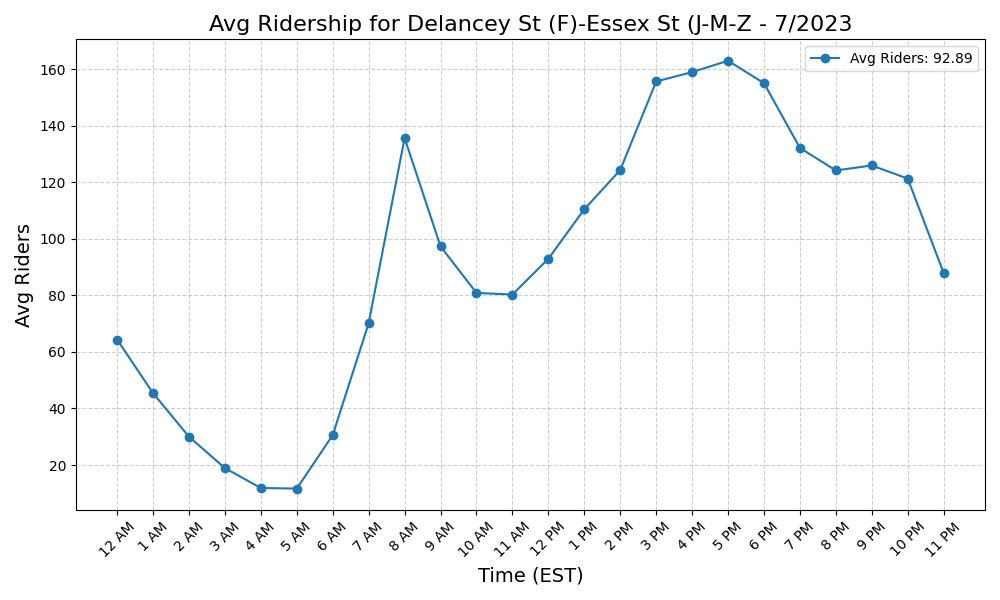 Avg Ridership for Delancey St (F)-Essex St (J-M-Z - 7/2023
Avg Riders: 92.89
Avg Riders
160
140
120
100
80
60
40
20
12 AM
1 AM
2 AM
3 AM
4 AM
5 AM
6 AM
7 AM
8 AM
9 AM
10 AM
11 AM
12 PM
1 PM
2 PM
3 PM
4 PM
5 PM
6 PM
7 PM
8 PM
9 PM
10 PM
11 PM
Time (EST)